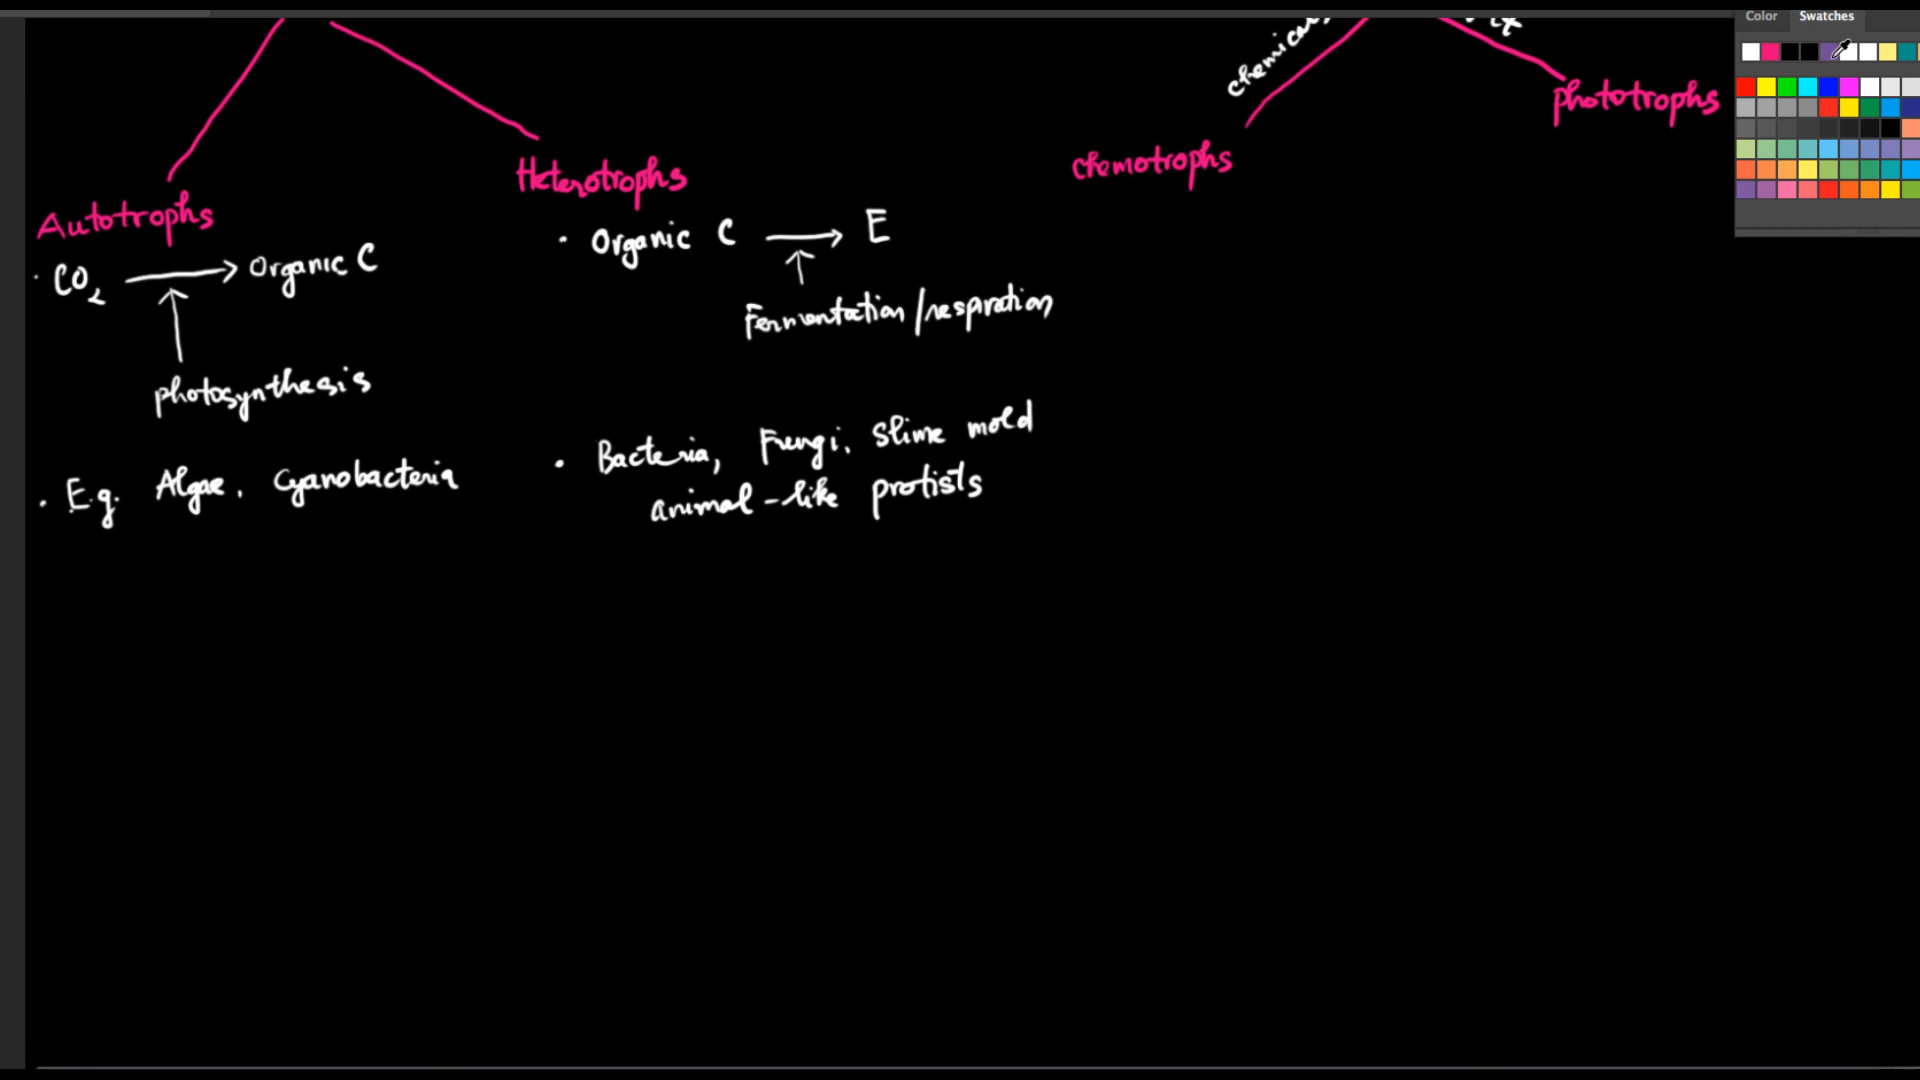 Color Swatches
chemical
phototrophs
chemotrophs
Heterotrophs
Autotrophs
· Organic C → E
· CO₂ → Organic C
Fermentation/respiration
photosynthesis
· Bacteria, Fungi, Slime mold
animal-like protists
· E.g. Algae, Cyanobacteria